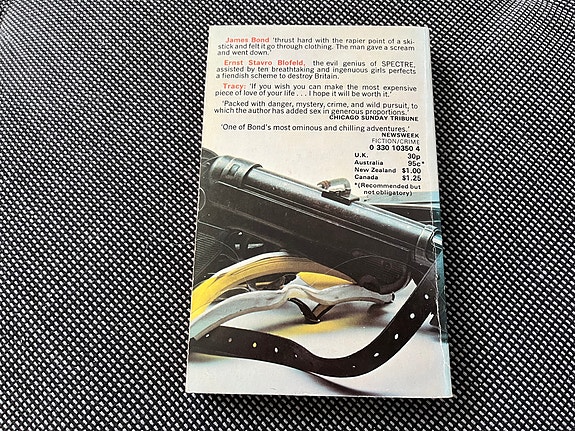 James Bond 'thrust hard with the rapier point of a ski-
stick and felt it go through clothing. The man gave a scream
and went down.'
Ernst Stavro Blofeld, the evil genius of SPECTRE,
assisted by ten breathtaking and ingenuous girls perfects
a fiendish scheme to destroy Britain.
Tracy: 'If you wish you can make the most expensive
piece of love of your life . . . I hope it will be worth it.'
'Packed with danger, mystery, crime, and wild pursuit, to
which the author has added sex in generous proportions.'
CHICAGO SUNDAY TRIBUNE
'One of Bond's most ominous and chilling adventures.'
NEWSWEEK
FICTION/CRIME
0 330 10350 4
U.K. 30p
Australia 95c*
New Zealand $1.00
Canada $1.25
*(Recommended but
not obligatory)